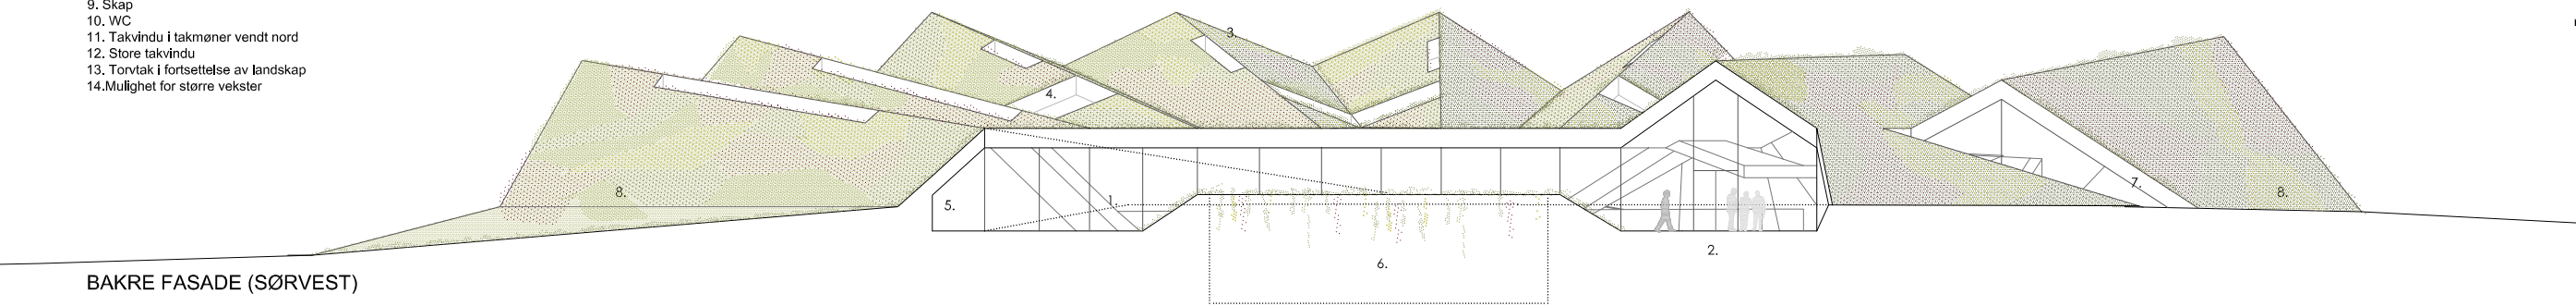 9. Skap
10. WC
11. Takvindu i takmøner vendt nord
12. Store takvindu
13. Torvtak i fortsettelse av landskap
14.Mulighet for større vekster
3.
4.
8.
5.
1.
7.
8.
2.
6.
BAKRE FASADE (SØRVEST)